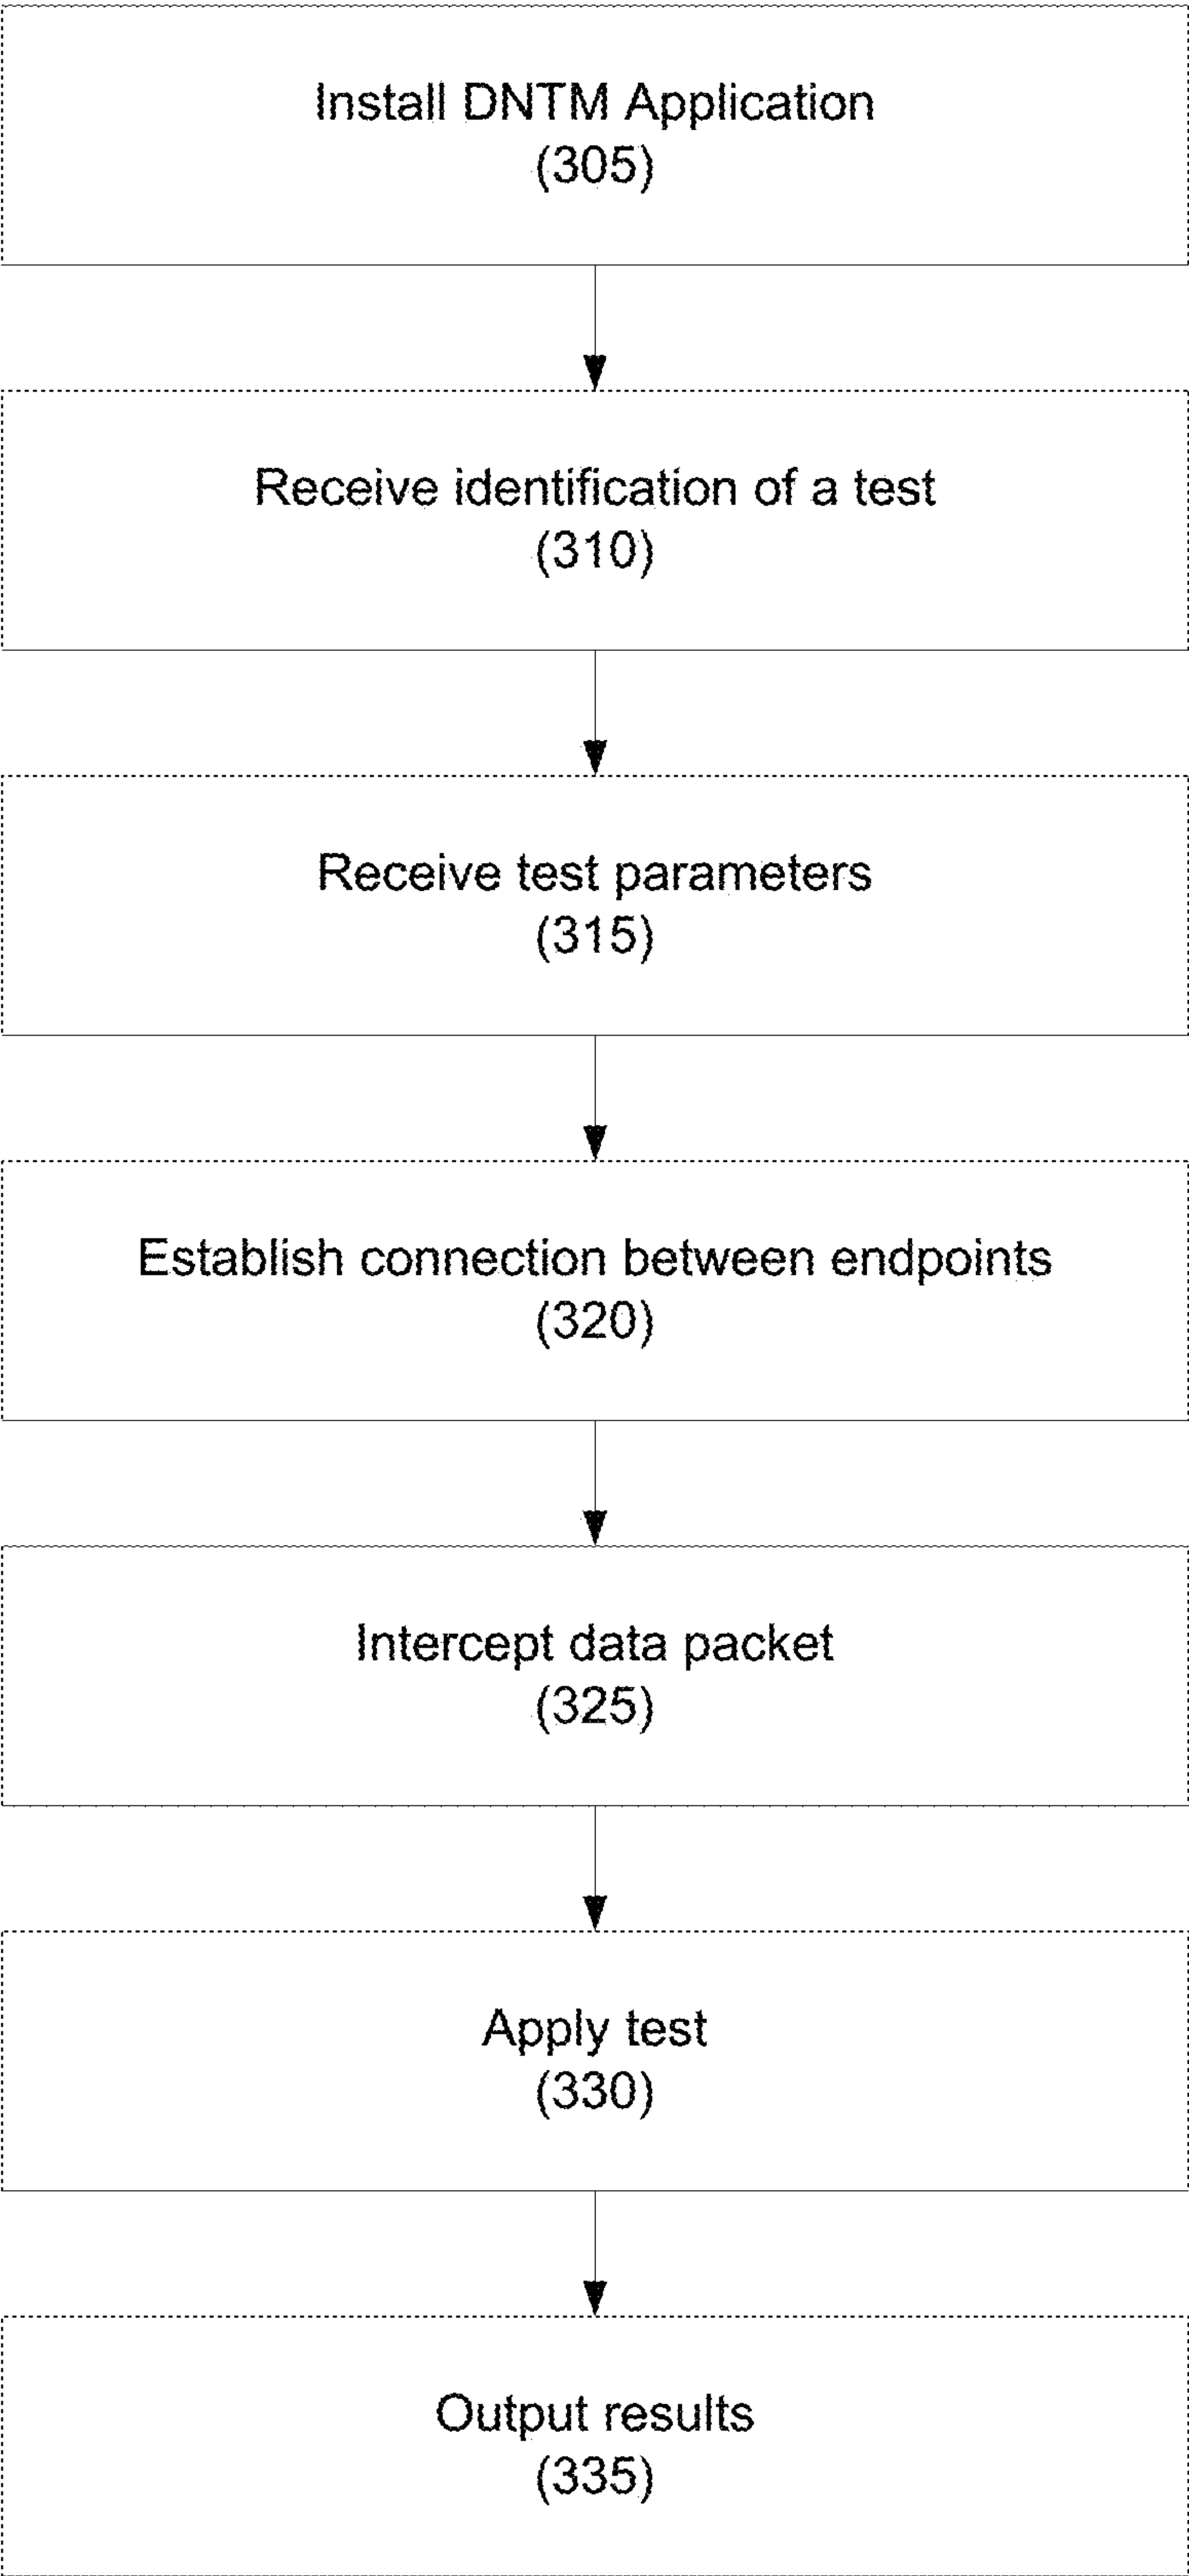 Install DNTM Application
(305)
Receive identification of a test
(310)
Receive test parameters
(315)
Establish connection between endpoints
(320)
Intercept data packet
(325)
Apply test
(330)
Output results
(335)